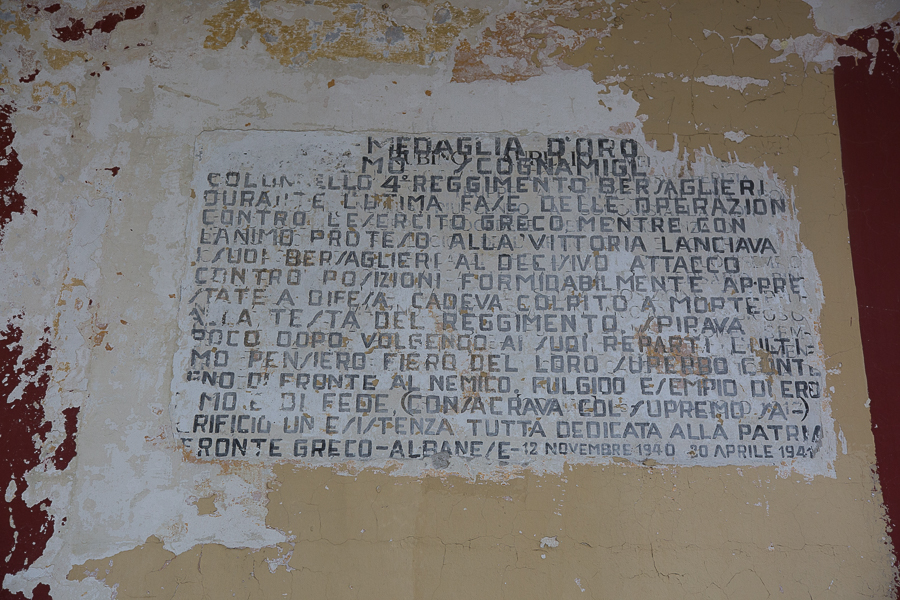 MEDAGLIA D'ORO
SCOGNAMIGL
COLONNELLO 4° REGGIMENTO BERSAGLIERI
DURANTE L'UTIMA FASE DELLE OPERAZION
CONTRO L'ESERCITO GRECO MENTRE CON
L'ANIMO PROTESO ALLA VITTORIA LANCIAVA
I SUOI BERSAGLIERI AL DECISIVO ATTACCO
CONTRO POSIZIONI FORMIDABILMENTE APPRE
STATE A DIFESA, CADEVA COLPITO A MORTE
ALLA TESTA DEL REGGIMENTO. SPIRAVA
POCO DOPO VOLGENDO AI SUOI REPARTI L'ULTI-
MO PENSIERO FIERO DEL LORO SUPERBO CONTE
GNO DI FRONTE AL NEMICO. FULGIDO ESEMPIO DI EROI
SMO E DI FEDE, (CONSACRAVA COL SUPREMO SA-)
CRIFICIO UN'ESISTENZA TUTTA DEDICATA ALLA PATRIA
FRONTE GRECO-ALBANESE-12 NOVEMBRE 1940 30 APRILE 1941